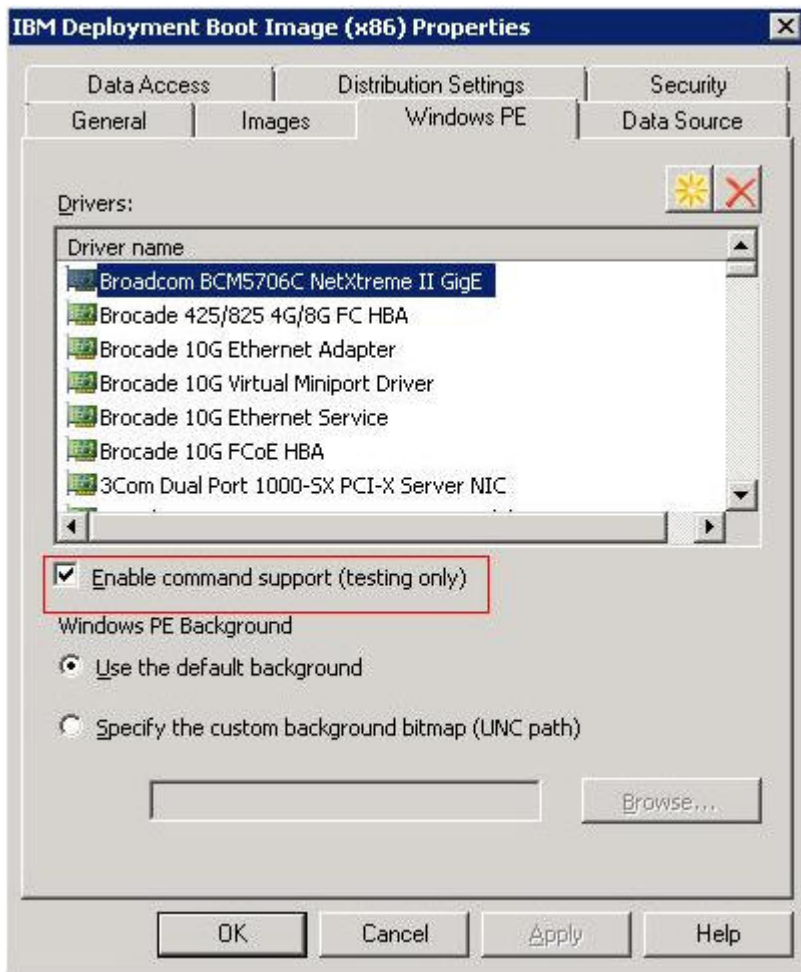 IBM Deployment Boot Image (x86) Properties
Data Access Distribution Settings Security
General Images Windows PE Data Source
Drivers:
Driver name
Broadcom BCM5706C NetXtreme II GigE
Brocade 425/825 4G/8G FC HBA
Brocade 10G Ethernet Adapter
Brocade 10G Virtual Miniport Driver
Brocade 10G Ethernet Service
Brocade 10G FCoE HBA
3Com Dual Port 1000-SX PCI-X Server NIC
Enable command support (testing only)
Windows PE Background
Use the default background
Specify the custom background bitmap (UNC path)
Browse...
OK Cancel Apply Help